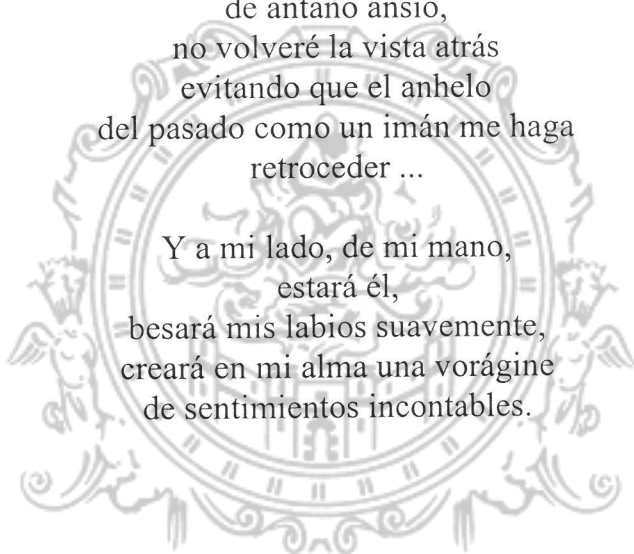 de antaño ansío,
no volveré la vista atrás
evitando que el anhelo
del pasado como un imán me haga
retroceder ...
Y a mi lado, de mi mano,
estará él,
besará mis labios suavemente,
creará en mi alma una vorágine
de sentimientos incontables.